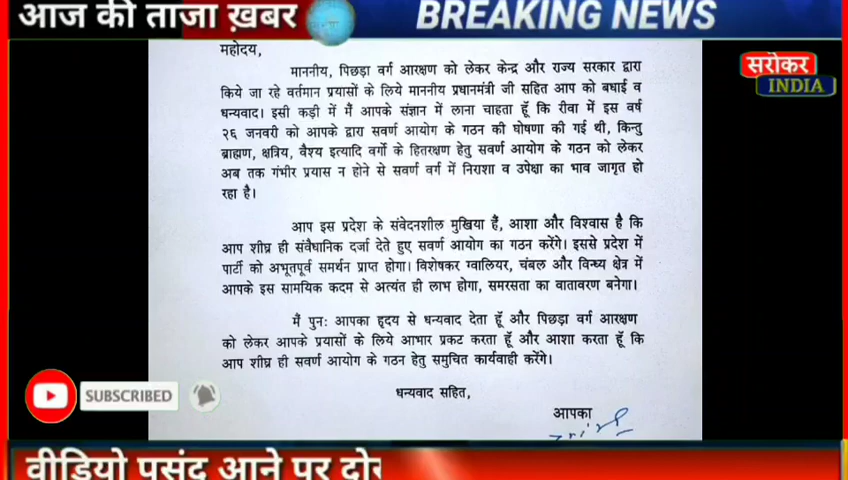 आज की ताजा ख़बर
BREAKING NEWS
सरोकार
INDIA
महोदय,
माननीय, पिछड़ा वर्ग आरक्षण को लेकर केन्द्र और राज्य सरकार द्वारा
किये जा रहे वर्तमान प्रयासों के लिये माननीय प्रधानमंत्री जी सहित आप को बधाई व
धन्यवाद। इसी कड़ी में मैं आपके संज्ञान में लाना चाहता हूँ कि रीवा में इस वर्ष
२६ जनवरी को आपके द्वारा सवर्ण आयोग के गठन की घोषणा की गई थी, किन्तु
ब्राह्मण, क्षत्रिय, वैश्य इत्यादि वर्गो के हितरक्षण हेतु सवर्ण आयोग के गठन को लेकर
अब तक गंभीर प्रयास न होने से सवर्ण वर्ग में निराशा व उपेक्षा का भाव जागृत हो
रहा है।
आप इस प्रदेश के संवेदनशील मुखिया हैं, आशा और विश्वास है कि
आप शीघ्र ही संवैधानिक दर्जा देते हुए सवर्ण आयोग का गठन करेंगे। इससे प्रदेश में
पार्टी को अभूतपूर्व समर्थन प्राप्त होगा। विशेषकर ग्वालियर, चंबल और विन्ध्य क्षेत्र में
आपके इस सामयिक कदम से अत्यंत ही लाभ होगा, समरसता का वातावरण बनेगा।
मैं पुनः आपका हृदय से धन्यवाद देता हूँ और पिछड़ा वर्ग आरक्षण
को लेकर आपके प्रयासों के लिये आभार प्रकट करता हूँ और आशा करता हूँ कि
आप शीघ्र ही सवर्ण आयोग के गठन हेतु समुचित कार्यवाही करेंगे।
धन्यवाद सहित,
आपका
SUBSCRIBED
वीडियो पसंद आने पर